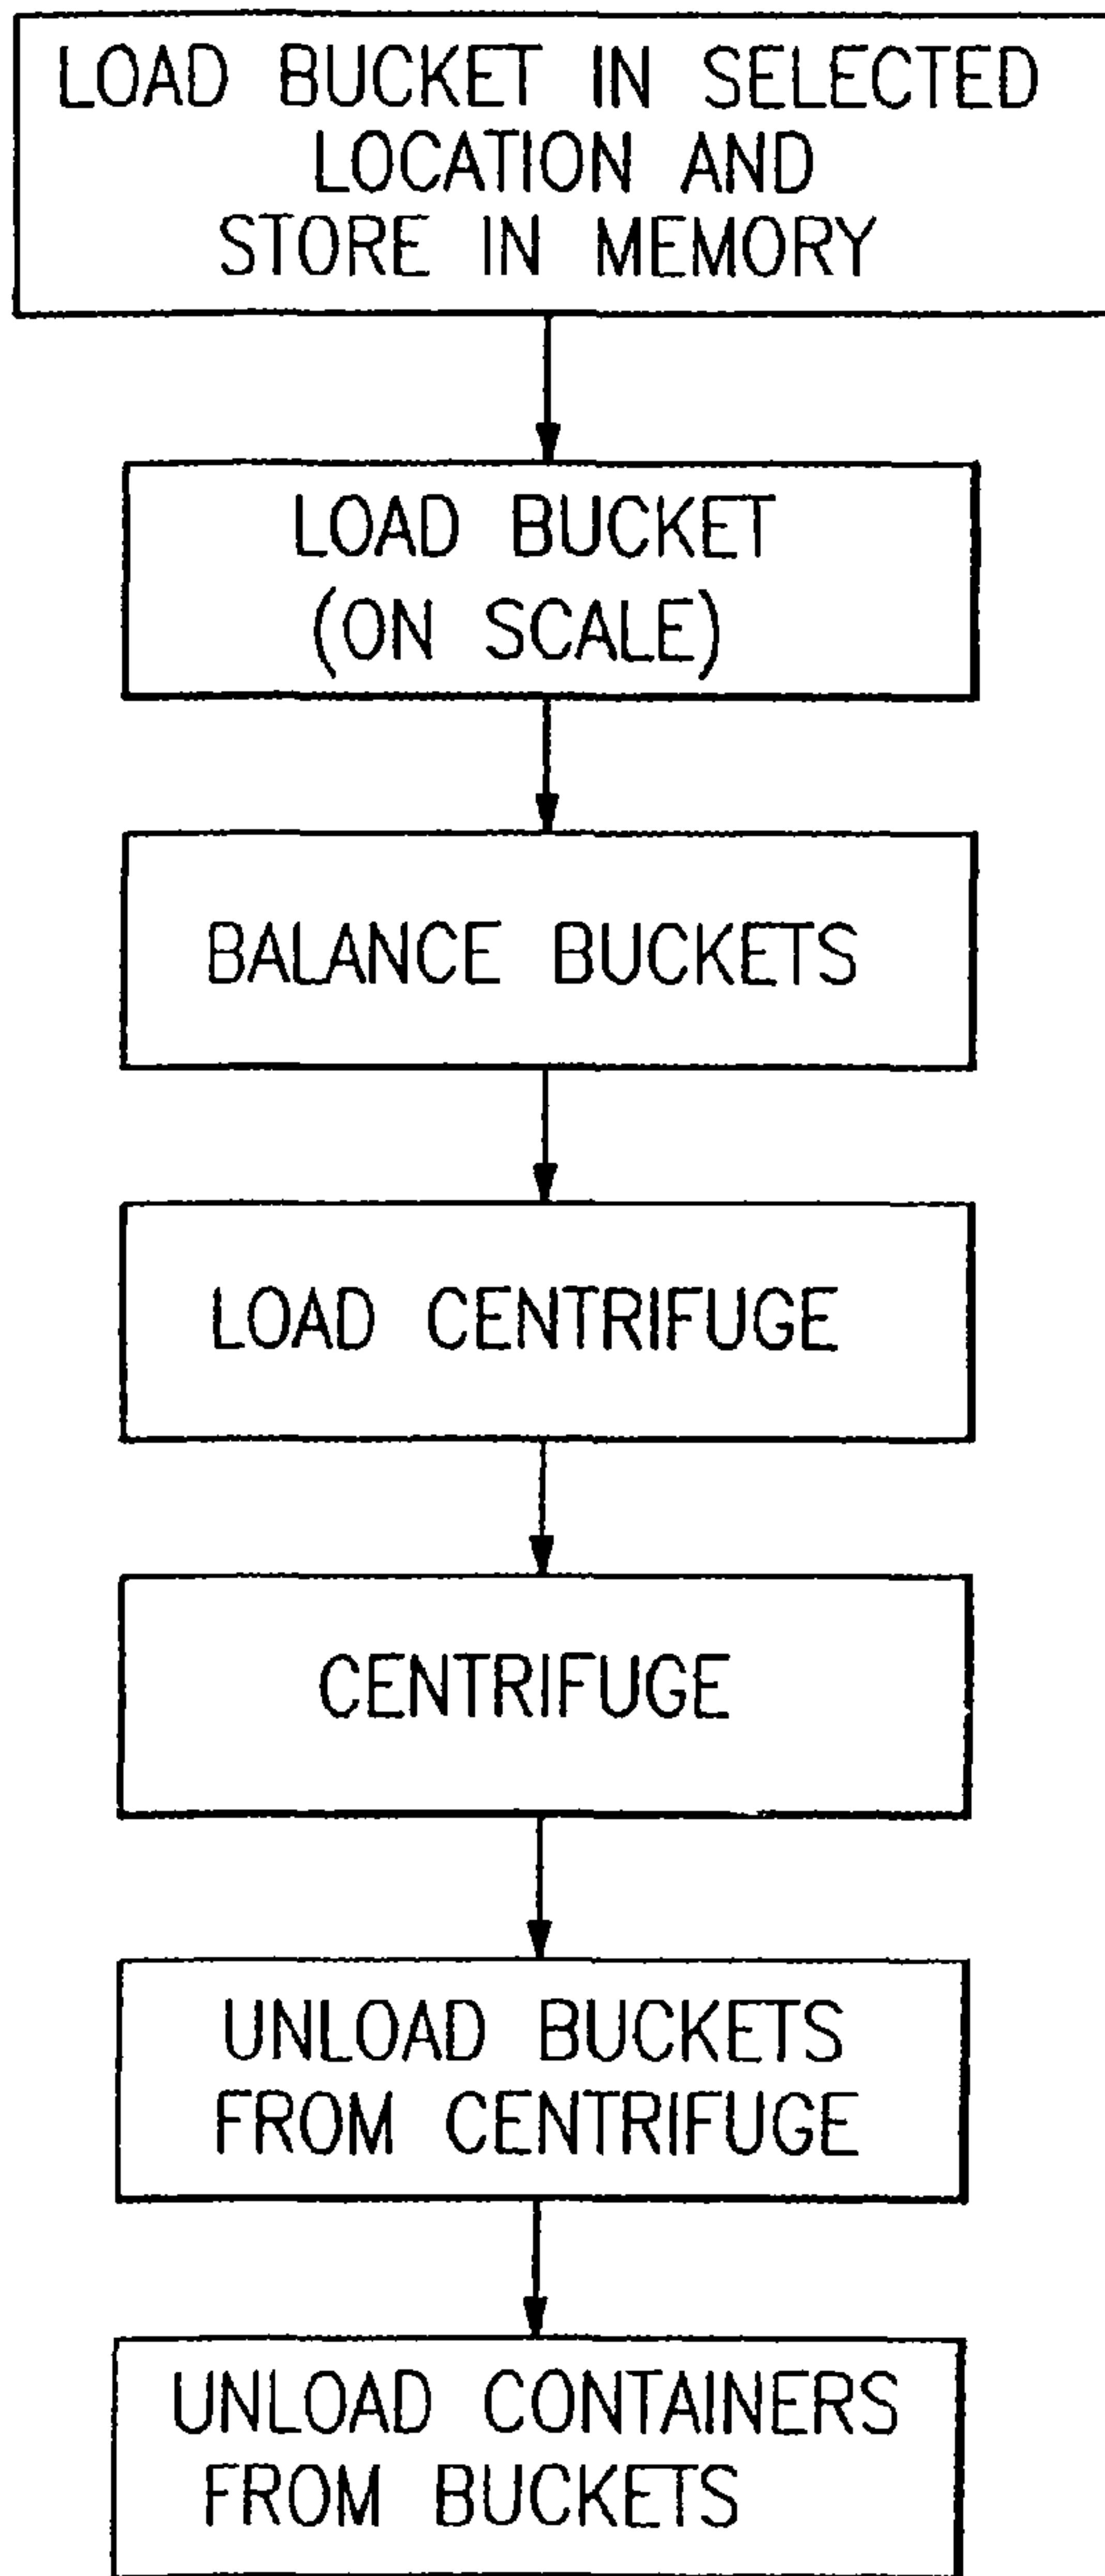 LOAD BUCKET IN SELECTED
LOCATION AND
STORE IN MEMORY
LOAD BUCKET
(ON SCALE)
BALANCE BUCKETS
LOAD CENTRIFUGE
CENTRIFUGE
UNLOAD BUCKETS
FROM CENTRIFUGE
UNLOAD CONTAINERS
FROM BUCKETS